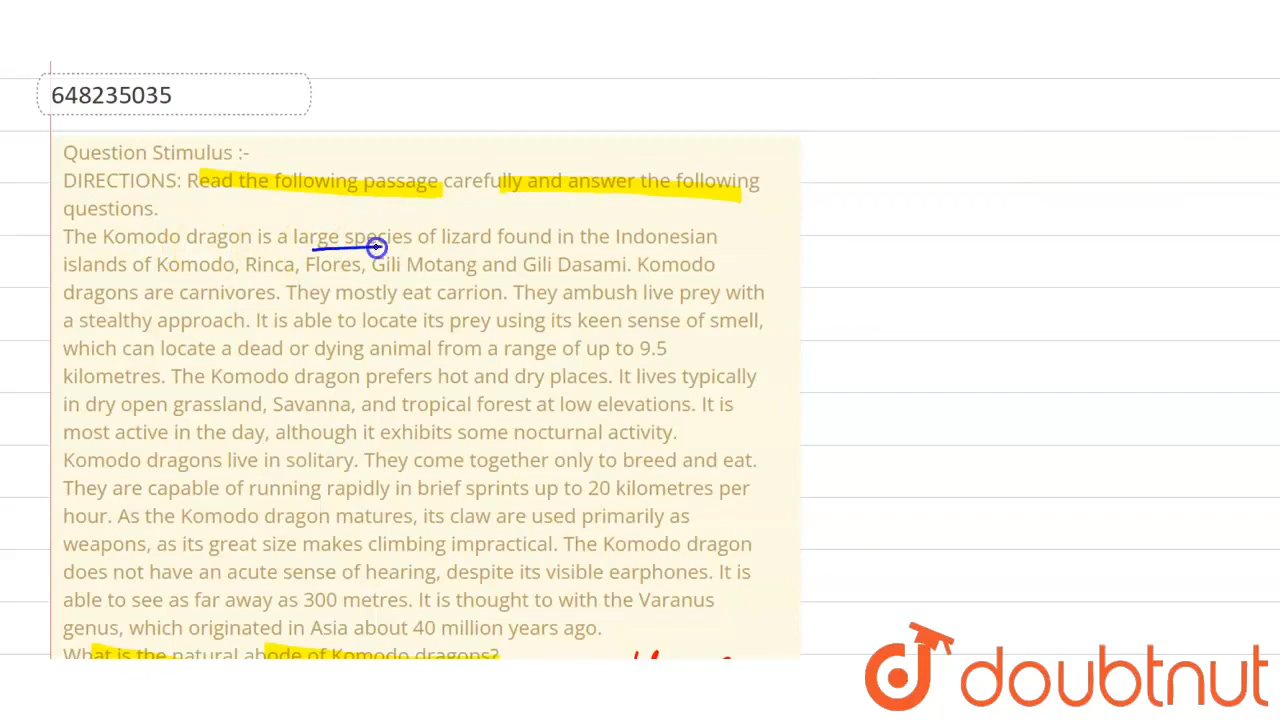 648235035
Question Stimulus :-
DIRECTIONS: Read the following passage carefully and answer the following
questions.
The Komodo dragon is a large species of lizard found in the Indonesian
islands of Komodo, Rinca, Flores, Gili Motang and Gili Dasami. Komodo
dragons are carnivores. They mostly eat carrion. They ambush live prey with
a stealthy approach. It is able to locate its prey using its keen sense of smell,
which can locate a dead or dying animal from a range of up to 9.5
kilometres. The Komodo dragon prefers hot and dry places. It lives typically
in dry open grassland, Savanna, and tropical forest at low elevations. It is
most active in the day, although it exhibits some nocturnal activity.
Komodo dragons live in solitary. They come together only to breed and eat.
They are capable of running rapidly in brief sprints up to 20 kilometres per
hour. As the Komodo dragon matures, its claw are used primarily as
weapons, as its great size makes climbing impractical. The Komodo dragon
does not have an acute sense of hearing, despite its visible earphones. It is
able to see as far away as 300 metres. It is thought to with the Varanus
genus, which originated in Asia about 40 million years ago.
What is the natural abode of Komodo dragons?
doubtnut